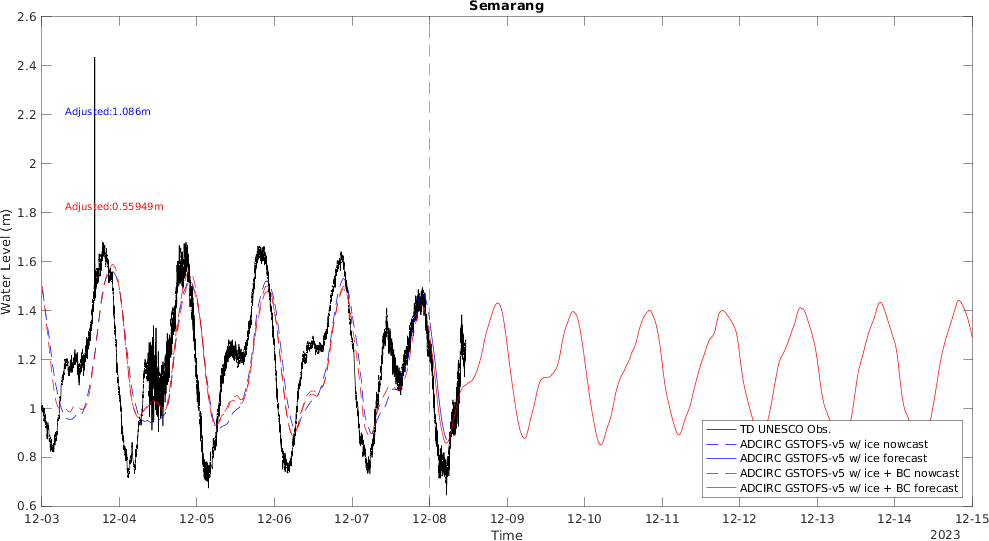 Semarang
2.6
2.4
2.2
2
1.8
1.6
1.4
1.2
1
0.8
0.6
Water Level (m)
Adjusted:1.086m
Adjusted:0.55949m
TD UNESCO Obs.
ADCIRC GSTOFS-v5 w/ ice nowcast
ADCIRC GSTOFS-v5 w/ ice forecast
ADCIRC GSTOFS-v5 w/ ice + BC nowcast
ADCIRC GSTOFS-v5 w/ ice + BC forecast
12-03 12-04 12-05 12-06 12-07 12-08 12-09 12-10 12-11 12-12 12-13 12-14 12-15
Time
2023